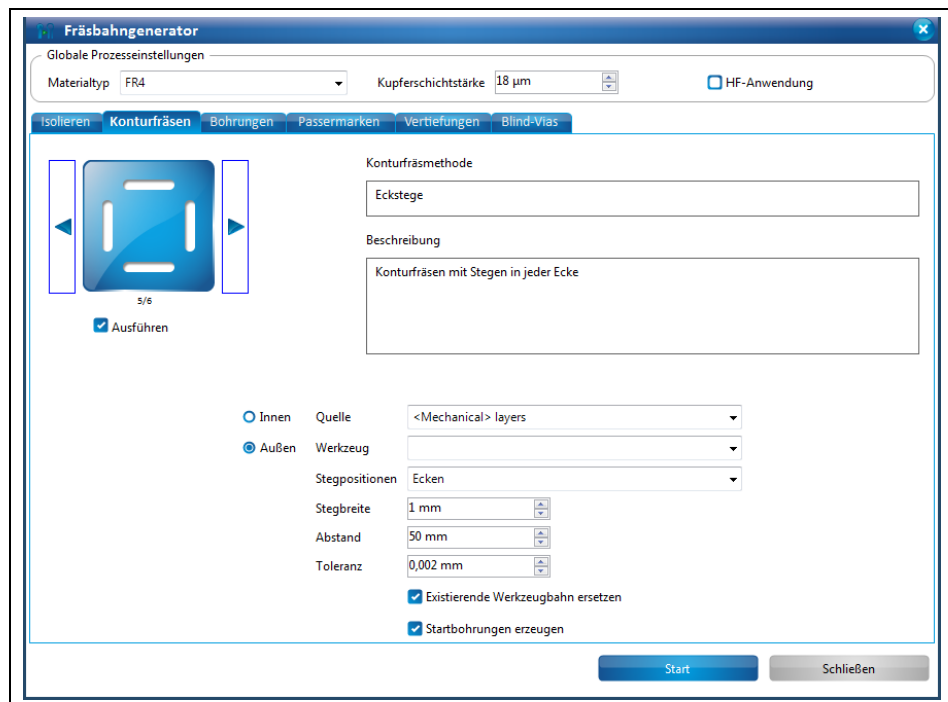 Fräsbahngenerator
Globale Prozesseinstellungen
Materialtyp FR4 Kupferschichtstärke 18 µm HF-Anwendung
Isolieren Konturfräsen Bohrungen Passermarken Vertiefungen Blind-Vias
Konturfräsmethode
Eckstege
Beschreibung
Konturfräsen mit Stegen in jeder Ecke
5/6
Ausführen
Innen Quelle <Mechanical> layers
Außen Werkzeug
Stegpositionen Ecken
Stegbreite 1 mm
Abstand 50 mm
Toleranz 0,002 mm
Existierende Werkzeugbahn ersetzen
Startbohrungen erzeugen
Start Schließen